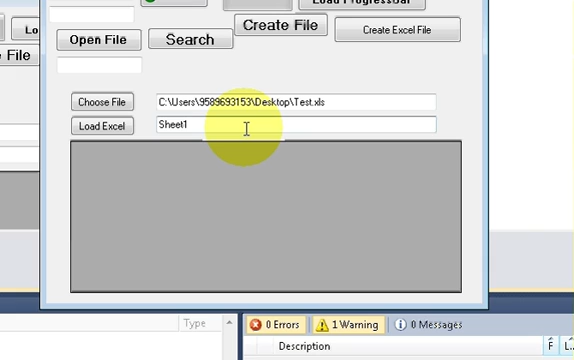 Load ProgressBar
Lo
Open File
Search
Create File
Create Excel File
e File
Choose File
C:\Users\9589693153\Desktop\Test.xls
Load Excel
Sheet1
Type
0 Errors
1 Warning
0 Messages
Description
F
L..